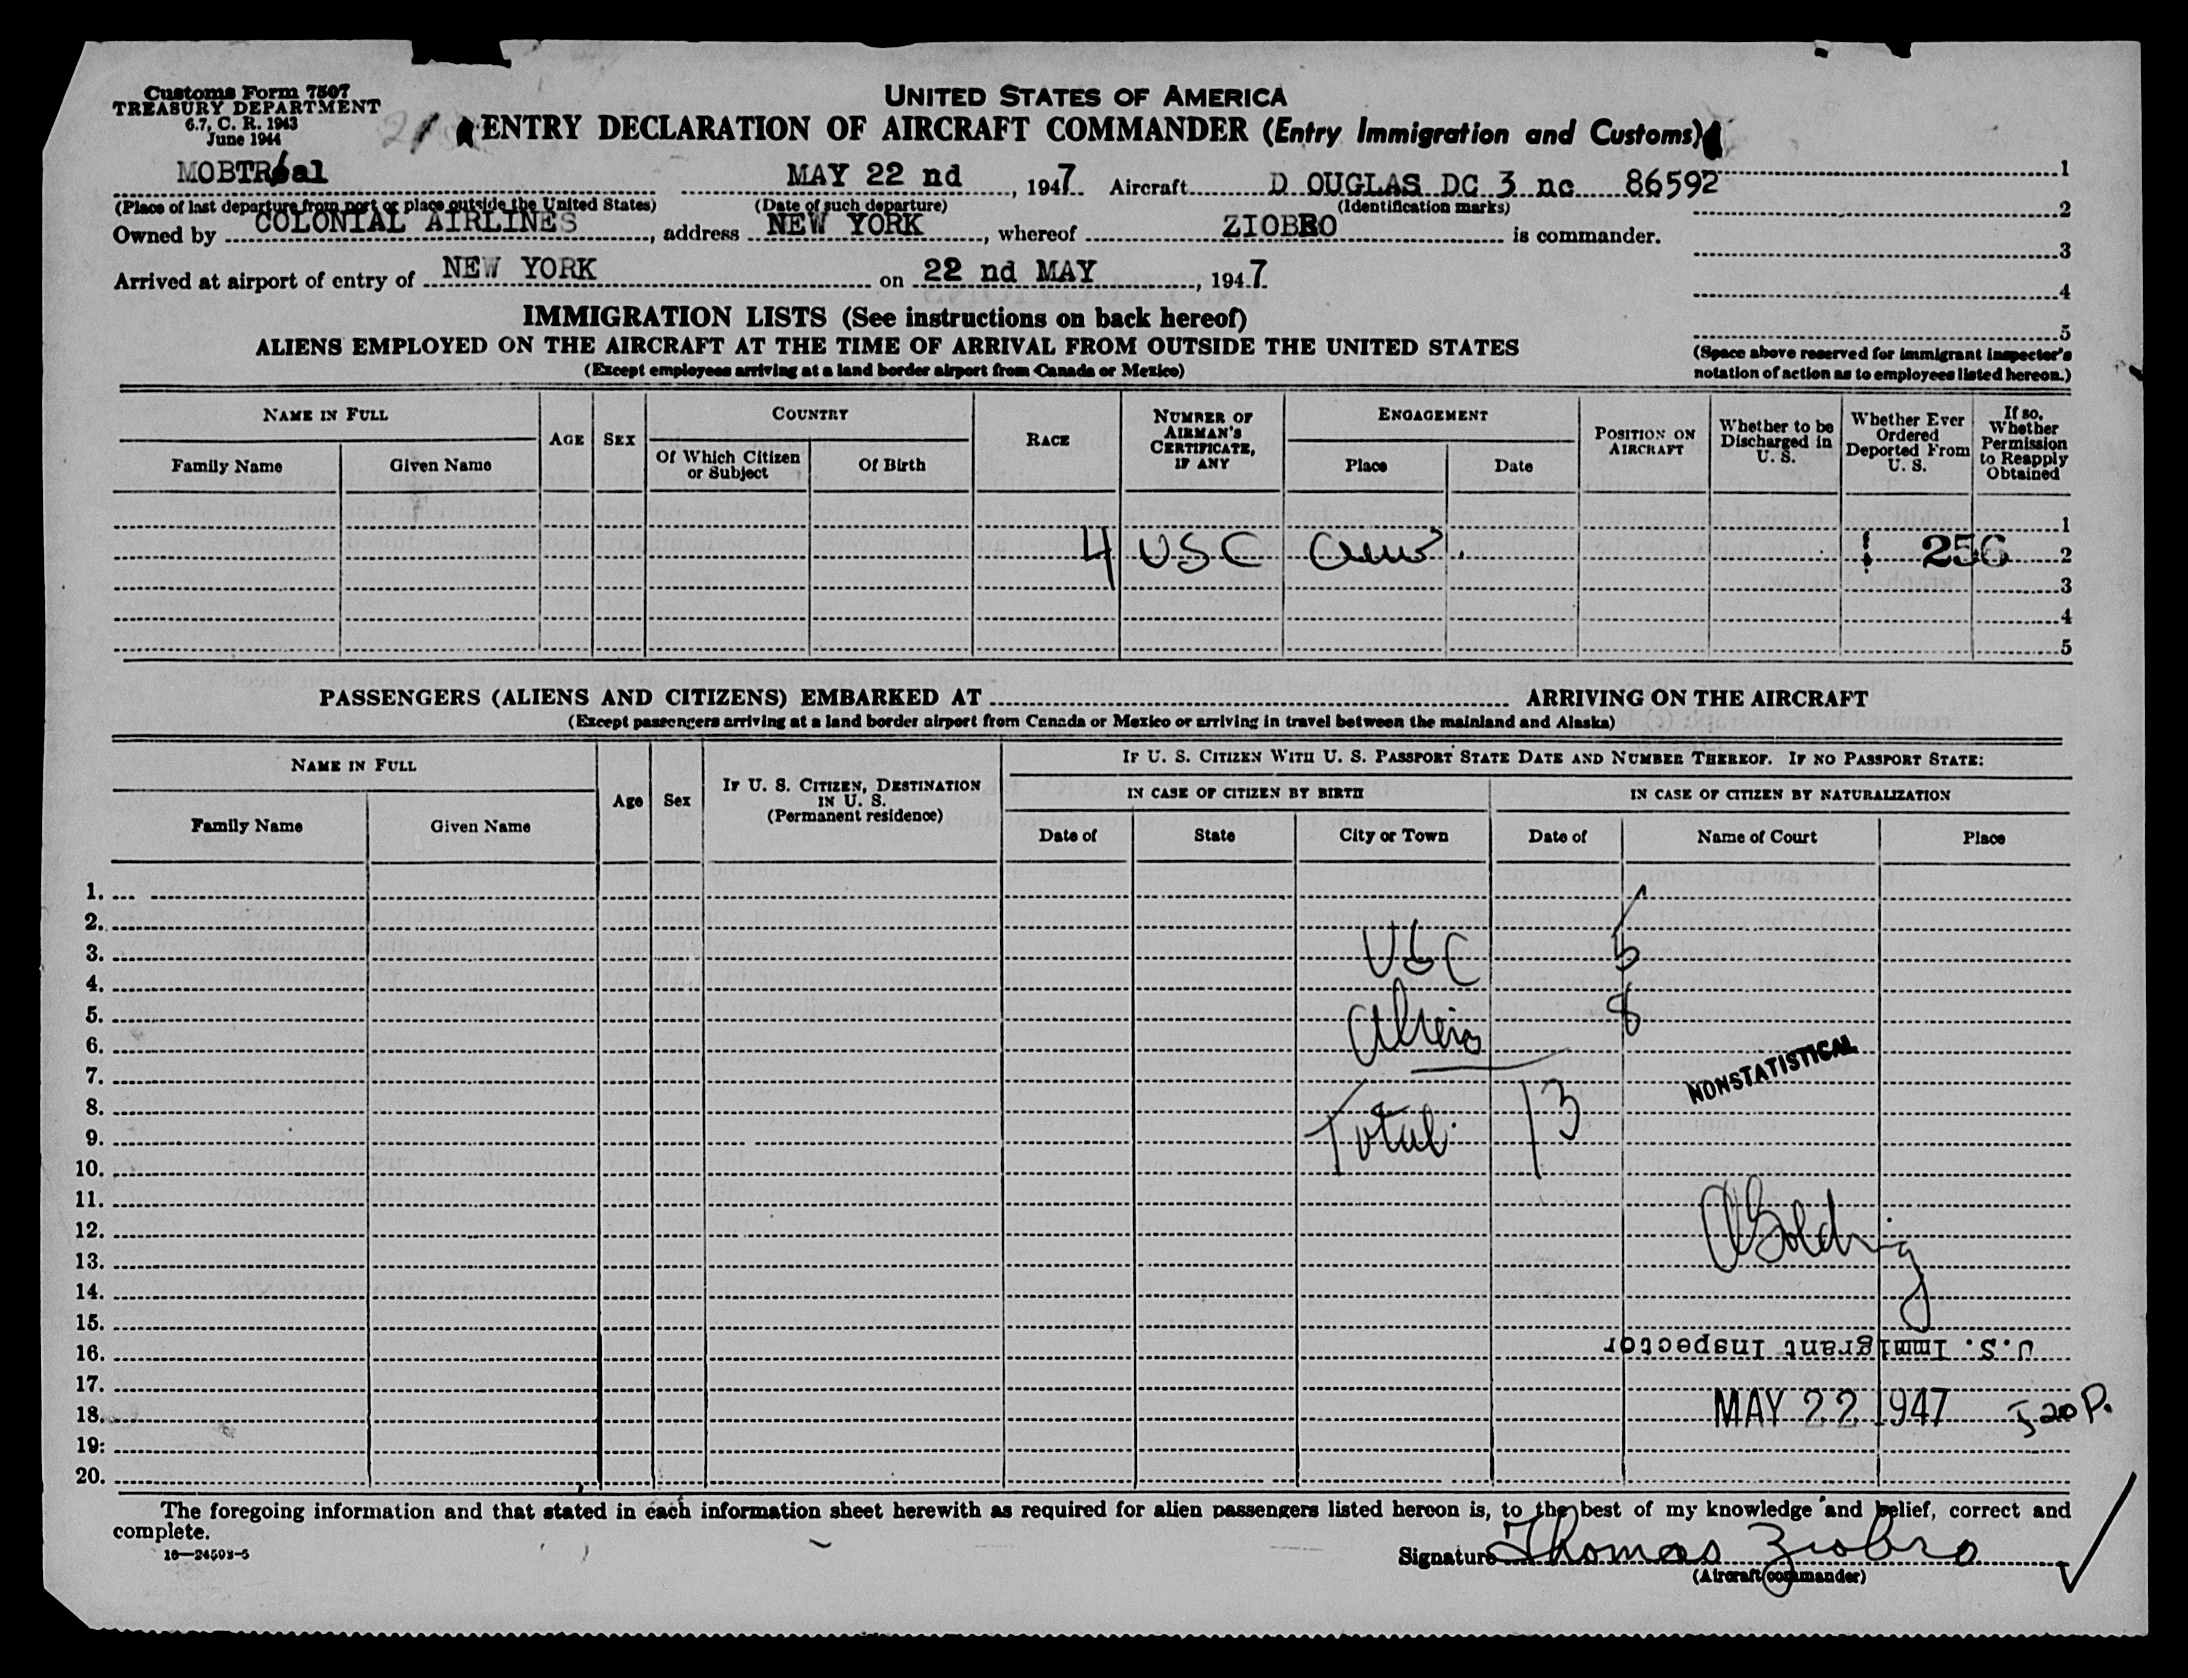 Customs Form 7507
TREASURY DEPARTMENT
6.7, C. R. 1943
June 1944
UNITED STATES OF AMERICA
ENTRY DECLARATION OF AIRCRAFT COMMANDER (Entry Immigration and Customs)
MOBTReal MAY 22 nd, 1947 Aircraft D OUGLAS DC 3 nc 86592 1
(Place of last departure from port or place outside the United States) (Date of such departure) (Identification marks) 2
Owned by COLONIAL AIRLINES, address NEW YORK, whereof ZIOBRO is commander.
3
Arrived at airport of entry of NEW YORK on 22 nd MAY, 1947
4
IMMIGRATION LISTS (See instructions on back hereof)
5
ALIENS EMPLOYED ON THE AIRCRAFT AT THE TIME OF ARRIVAL FROM OUTSIDE THE UNITED STATES
(Except employees arriving at a land border airport from Canada or Mexico)
(Space above reserved for immigrant inspector's
notation of action as to employees listed hereon.)
NAME IN FULL
Family Name Given Name
AGE SEX
COUNTRY
Of Which Citizen or Subject
Of Birth
RACE
NUMBER OF AIRMAN'S CERTIFICATE, IF ANY
ENGAGEMENT
Place Date
POSITION ON AIRCRAFT
Whether to be Discharged in U. S.
Whether Ever Ordered Deported From U. S.
If so, Whether Permission to Reapply Obtained
1
4 USC Crew. 256 2
3
4
5
PASSENGERS (ALIENS AND CITIZENS) EMBARKED AT ARRIVING ON THE AIRCRAFT
(Except passengers arriving at a land border airport from Canada or Mexico or arriving in travel between the mainland and Alaska)
NAME IN FULL
Family Name Given Name
Age Sex
IF U. S. CITIZEN, DESTINATION IN U. S.
(Permanent residence)
IF U. S. CITIZEN WITH U. S. PASSPORT STATE DATE AND NUMBER THEREOF. IF NO PASSPORT STATE:
IN CASE OF CITIZEN BY BIRTH
IN CASE OF CITIZEN BY NATURALIZATION
Date of State City or Town Date of Name of Court Place
1.
2.
3. USC 5
4.
5. Aliens 8
6.
7. NONSTATISTICAL
8.
9. Total 13
10.
11.
12. A Goldring
13.
14.
15.
16. U.S. Immigrant Inspector
17.
18. MAY 22 1947 20 P.
19.
20.
The foregoing information and that stated in each information sheet herewith as required for alien passengers listed hereon is, to the best of my knowledge and belief, correct and
complete.
16—24503-5
Signature Thomas Ziobro
(Aircraft commander)